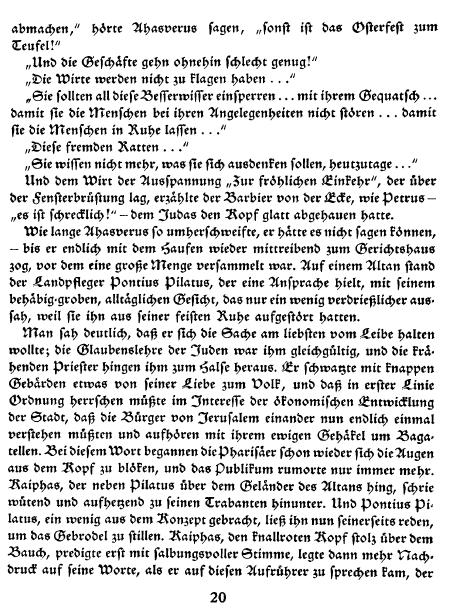 abmachen,“ hörte Ahasverus sagen, „sonst ist das Osterfest zum
Teufel!“
„Und die Geschäfte gehn ohnehin schlecht genug!“
„Die Wirte werden nicht zu klagen haben . . .“
„Sie sollten all diese Besserwisser einsperren . . . mit ihrem Gequatsch . . .
damit sie die Menschen bei ihren Angelegenheiten nicht stören . . . damit
sie die Menschen in Ruhe lassen . . .“
„Diese fremden Ratten . . .“
„Sie wissen nicht mehr, was sie sich ausdenken sollen, heutzutage . . .“
Und dem Wirt der Ausspannung „Zur fröhlichen Einkehr“, der über
der Fensterbrüstung lag, erzählte der Barbier von der Ecke, wie Petrus –
„es ist schrecklich!“ – dem Judas den Kopf glatt abgehauen hatte.
Wie lange Ahasverus so umherschweifte, er hätte es nicht sagen können,
– bis er endlich mit dem Haufen wieder mittreibend zum Gerichtshaus
zog, vor dem eine große Menge versammelt war. Auf einem Altan stand
der Landpfleger Pontius Pilatus, der eine Ansprache hielt, mit seinem
behäbig-groben, alltäglichen Gesicht, das nur ein wenig verdrießlicher aus-
sah, weil sie ihn aus seiner feisten Ruhe aufgestört hatten.
Man sah deutlich, daß er sich die Sache am liebsten vom Leibe halten
wollte; die Glaubenslehre der Juden war ihm gleichgültig, und die krä-
henden Priester hingen ihm zum Halse heraus. Er schwatzte mit knappen
Gebärden etwas von seiner Liebe zum Volk, und daß in erster Linie
Ordnung herrschen müßte im Interesse der ökonomischen Entwicklung
der Stadt, daß die Bürger von Jerusalem einander nun endlich einmal
verstehen müßten und aufhören mit ihrem ewigen Gehäkel um Baga-
tellen. Bei diesem Wort begannen die Pharisäer schon wieder sich die Augen
aus dem Kopf zu blöken, und das Publikum rumorte nur immer mehr.
Kaiphas, der neben Pilatus über dem Geländer des Altans hing, schrie
wütend und aufhetzend zu seinen Trabanten hinunter. Und Pontius Pi-
latus, ein wenig aus dem Konzept gebracht, ließ ihn nun seinerseits reden,
um das Gebrodel zu stillen. Kaiphas, den knallroten Kopf stolz über dem
Bauch, predigte erst mit salbungsvoller Stimme, legte dann mehr Nach-
druck auf seine Worte, als er auf diesen Aufrührer zu sprechen kam, der
20